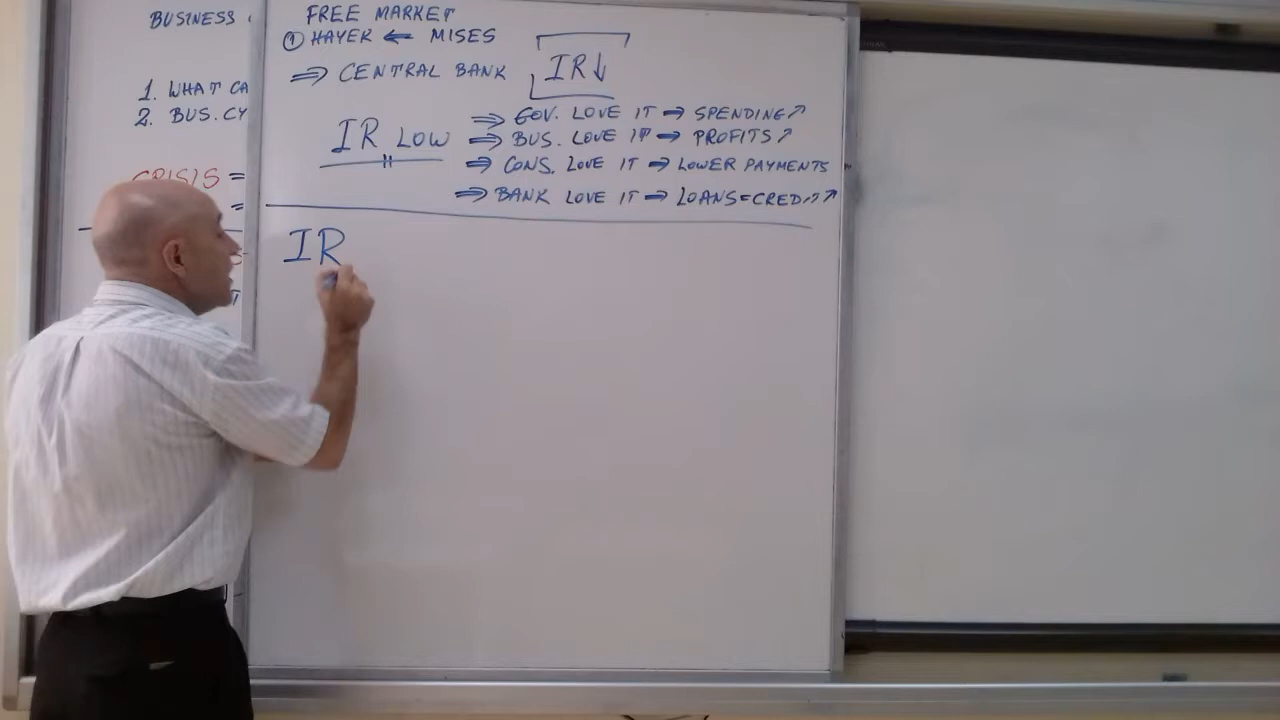 BUSINESS
1. WHAT CA
2. BUS. CY
CRISIS =
=
FREE MARKET
① HAYER ← MISES
⇒ CENTRAL BANK IR↓
IR LOW
⇒ GOV. LOVE IT → SPENDING↗
⇒ BUS. LOVE IT → PROFITS↗
⇒ CONS. LOVE IT → LOWER PAYMENTS
⇒ BANK LOVE IT → LOANS=CREDIT↗
IR